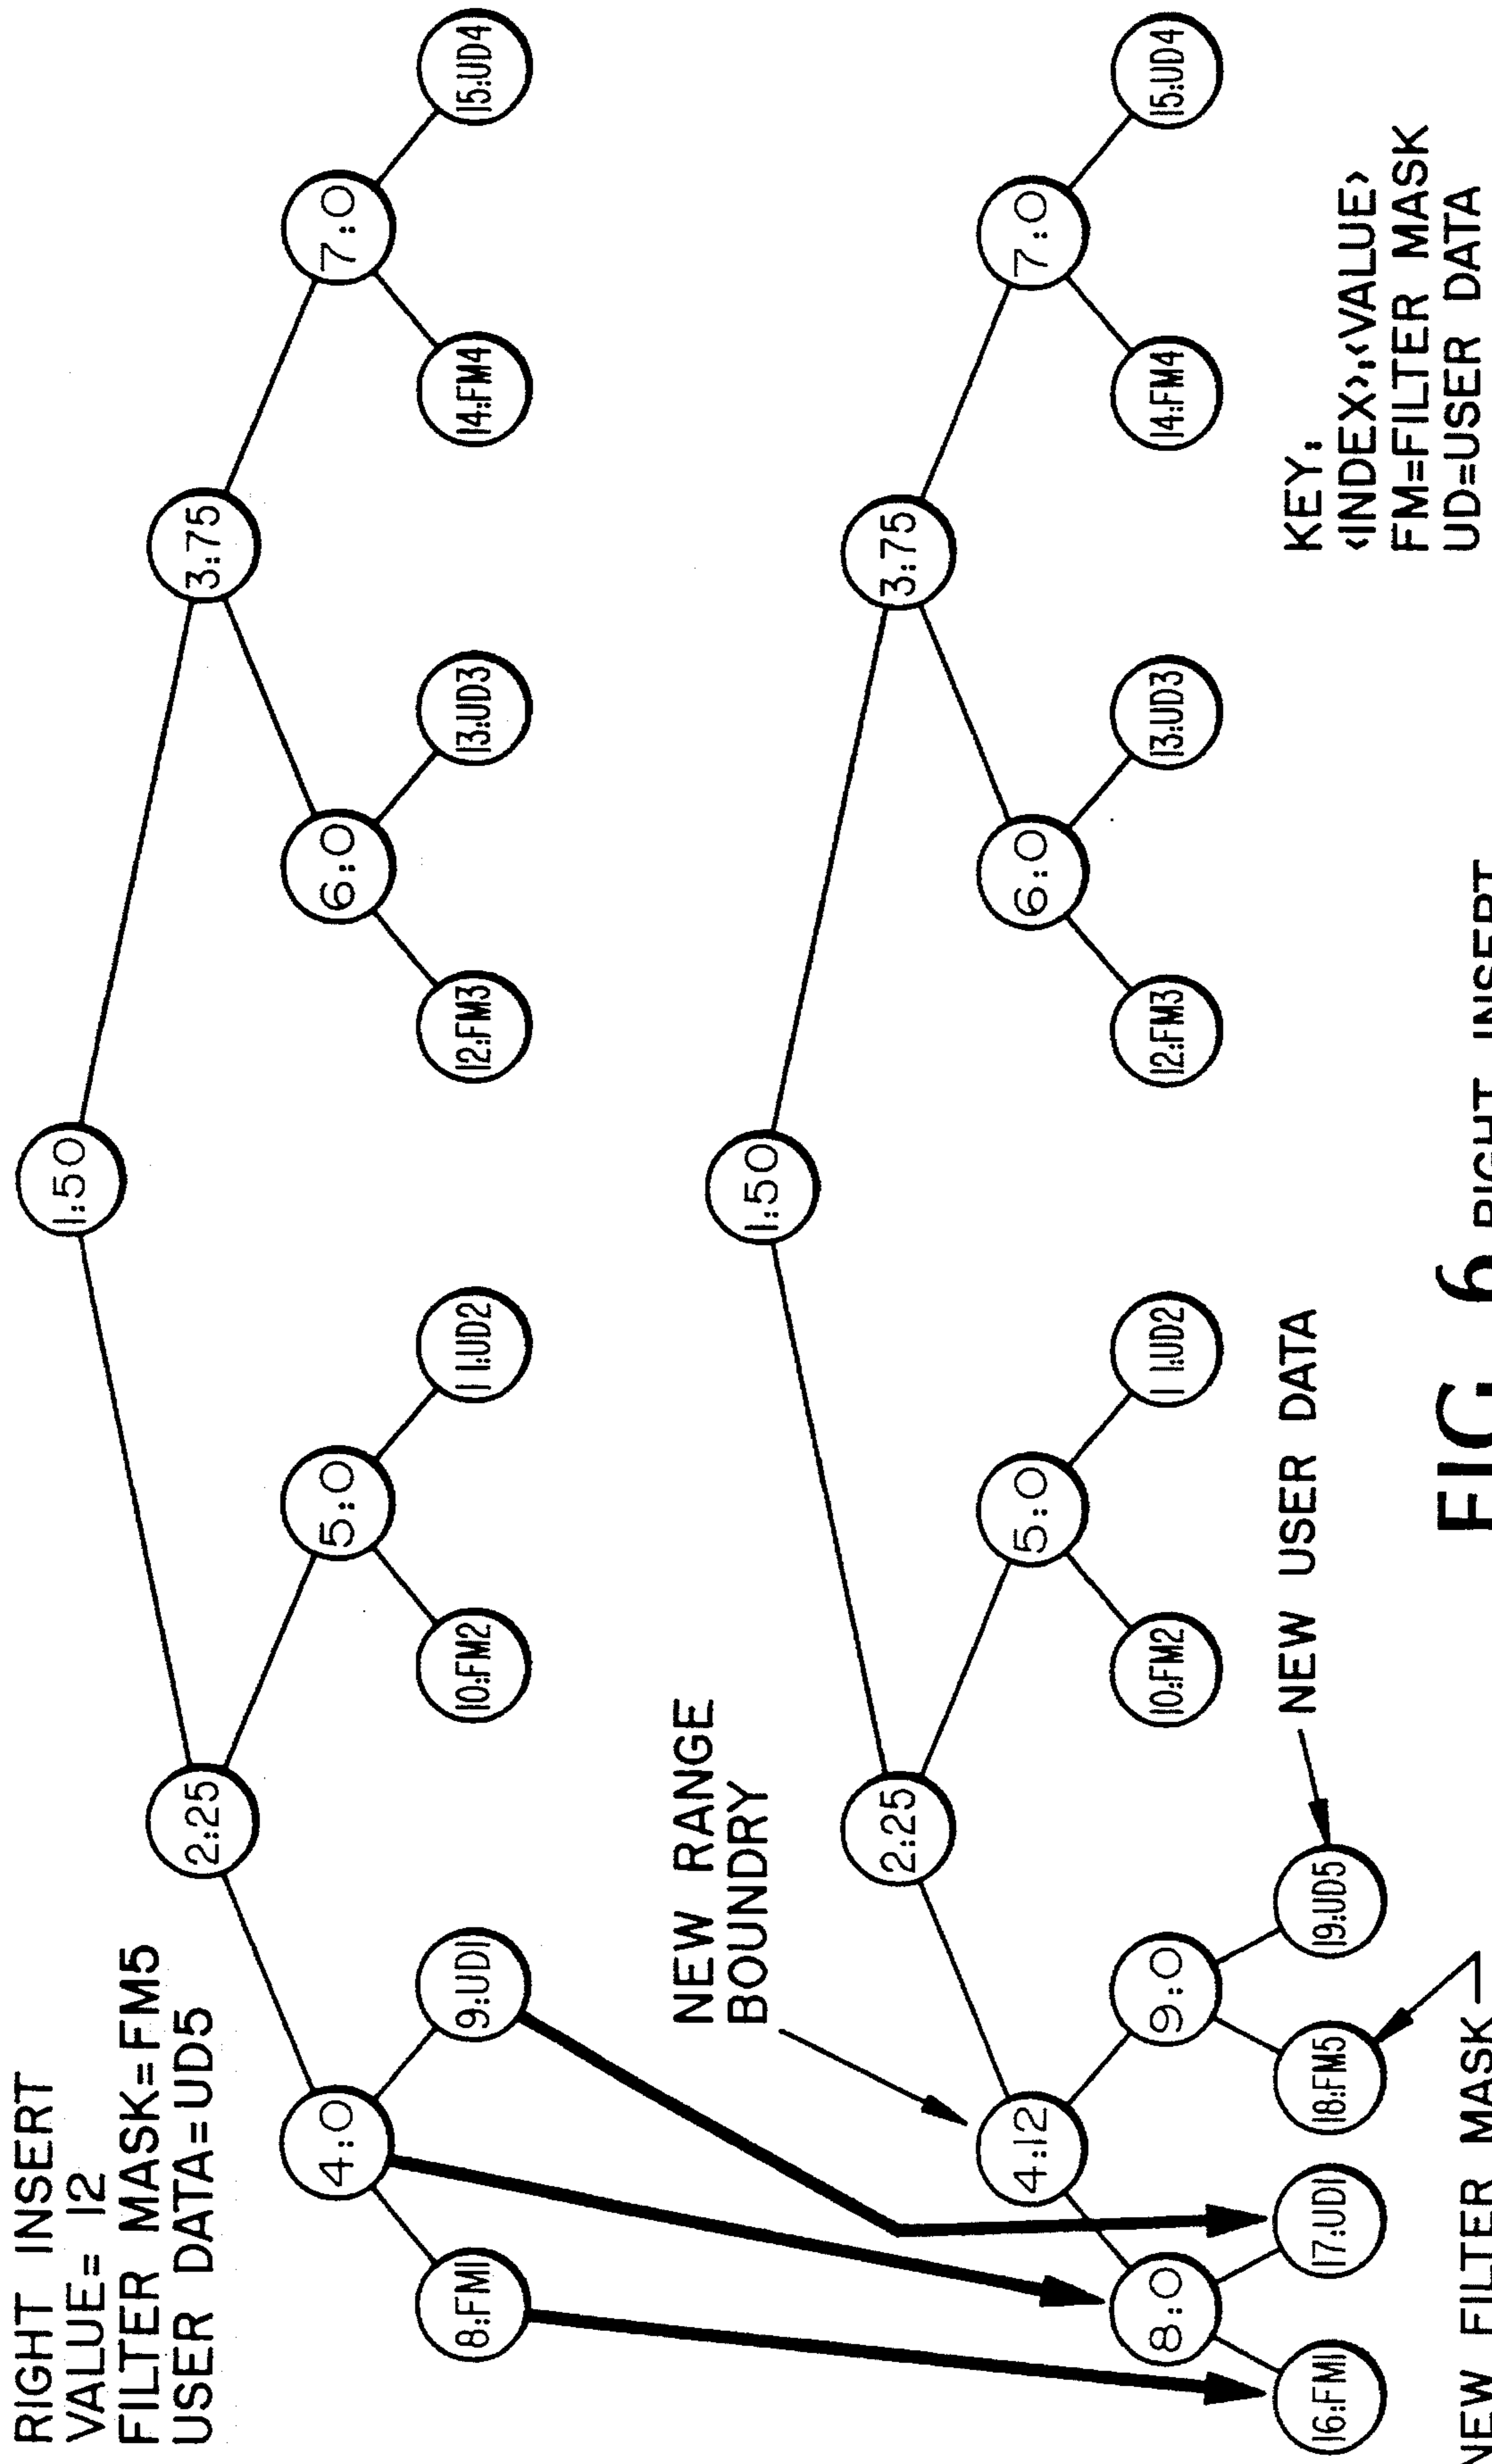 RIGHT INSERT
VALUE= 12
FILTER MASK=FM5
USER DATA=UD5
1:50
2:25
3:75
4:0
5:0
6:0
7:0
8:FM1
9:UD1
10:FM2
11:UD2
12:FM3
13:UD3
14:FM4
15:UD4
NEW RANGE
BOUNDRY
1:50
2:25
3:75
4:12
5:0
6:0
7:0
8:0
9:0
10:FM2
11:UD2
12:FM3
13:UD3
14:FM4
15:UD4
16:FM1
17:UD1
18:FM5
19:UD5
NEW USER DATA
NEW FILTER MASK
KEY:
<INDEX>:<VALUE>
FM=FILTER MASK
UD=USER DATA
FIG. 6 RIGHT INSERT